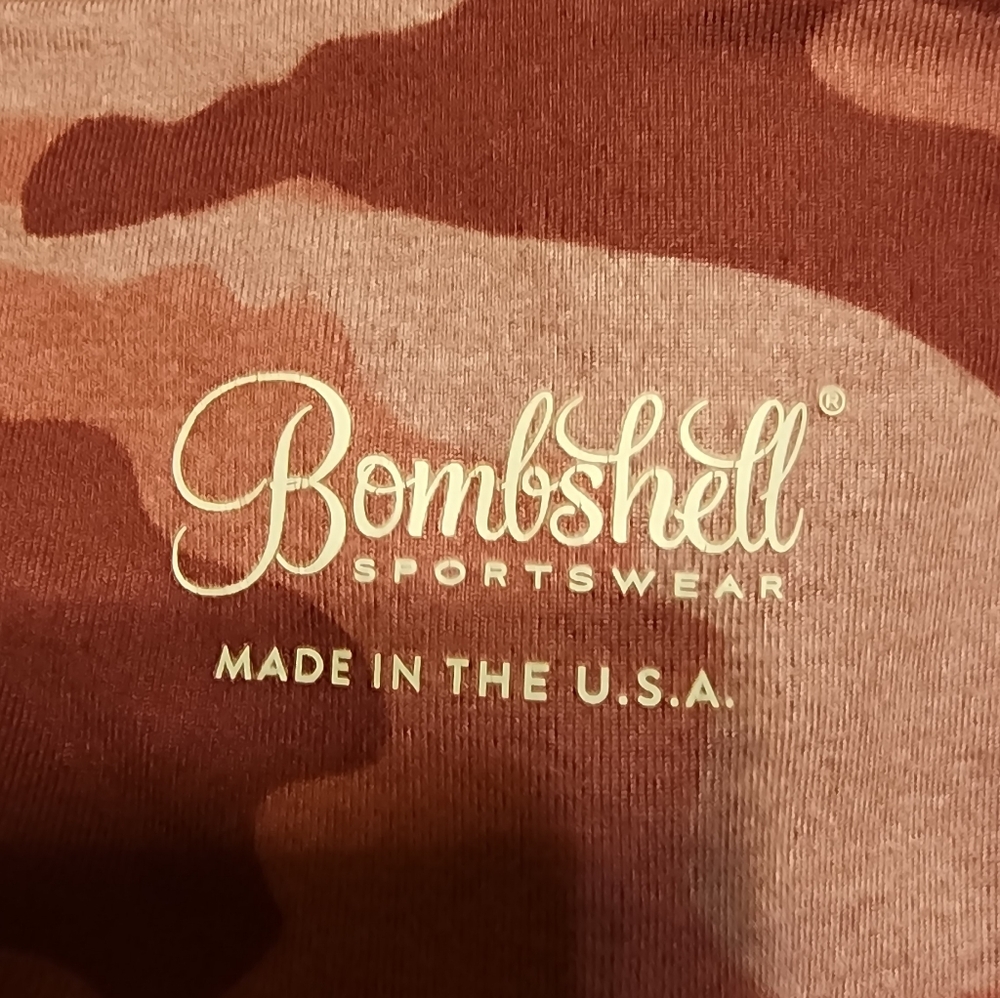 Bombshell®
SPORTSWEAR
MADE IN THE U.S.A.